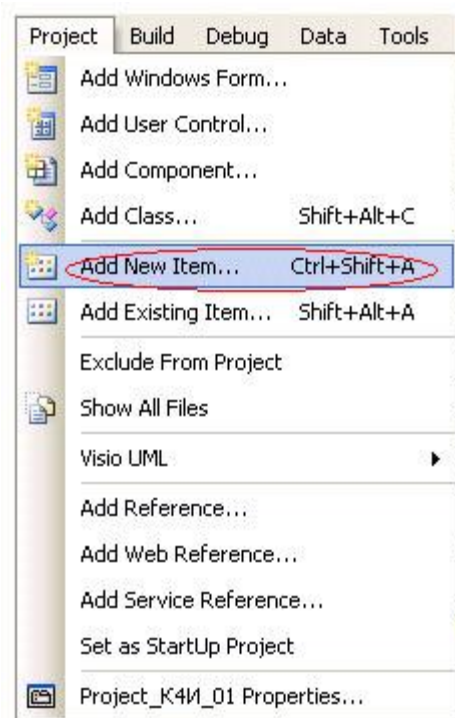 Project Build Debug Data Tools
Add Windows Form...
Add User Control...
Add Component...
Add Class... Shift+Alt+C
Add New Item... Ctrl+Shift+A
Add Existing Item... Shift+Alt+A
Exclude From Project
Show All Files
Visio UML
Add Reference...
Add Web Reference...
Add Service Reference...
Set as StartUp Project
Project_К4И_01 Properties...